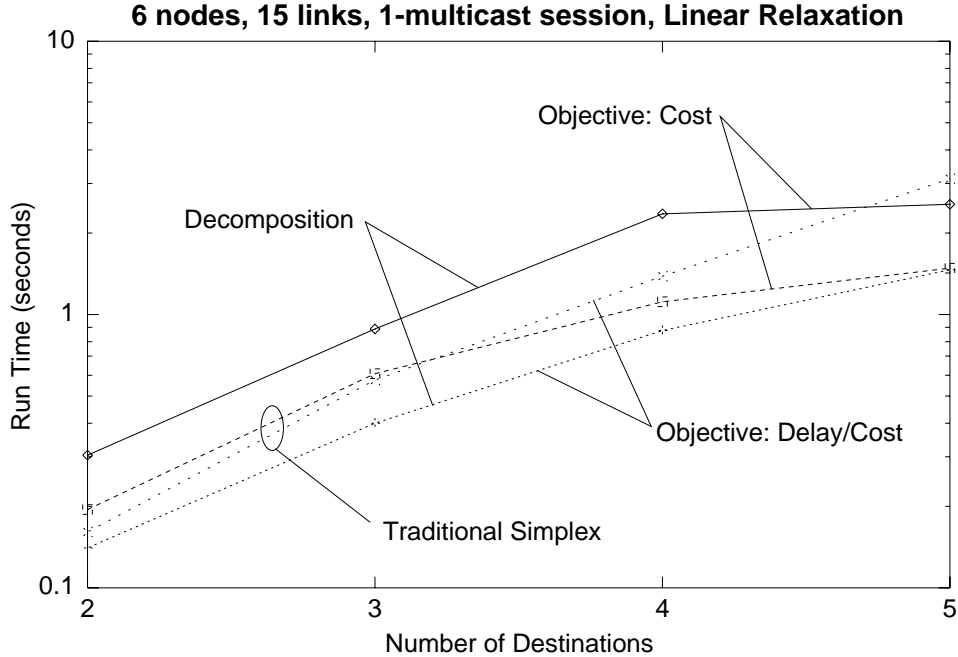 6 nodes, 15 links, 1-multicast session, Linear Relaxation
10
Objective: Cost
Decomposition
Run Time (seconds)
1
Objective: Delay/Cost
Traditional Simplex
0.1
2
3
4
5
Number of Destinations